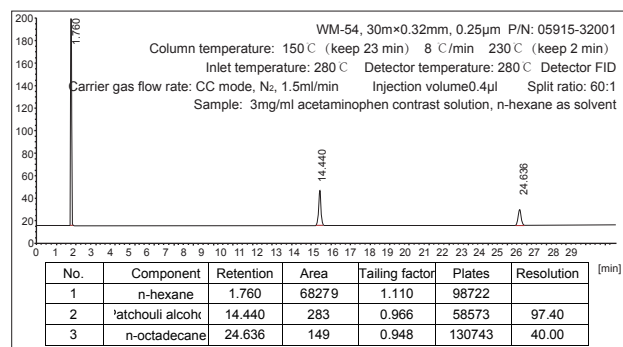 WM-54, 30m×0.32mm, 0.25μm P/N: 05915-32001
Column temperature: 150℃ (keep 23 min) 8℃/min 230℃ (keep 2 min)
Inlet temperature: 280℃ Detector temperature: 280℃ Detector FID
Carrier gas flow rate: CC mode, N₂, 1.5ml/min Injection volume0.4μl Split ratio: 60:1
Sample: 3mg/ml acetaminophen contrast solution, n-hexane as solvent
200
180
160
140
120
100
80
60
40
20
0
1.760
14.440
24.636
0 1 2 3 4 5 6 7 8 9 10 11 12 13 14 15 16 17 18 19 20 21 22 23 24 25 26 27 28 29
[min]
No. Component Retention Area Tailing factor Plates Resolution
1 n-hexane 1.760 68279 1.110 98722
2 atchouli alcoho 14.440 283 0.966 58573 97.40
3 n-octadecane 24.636 149 0.948 130743 40.00